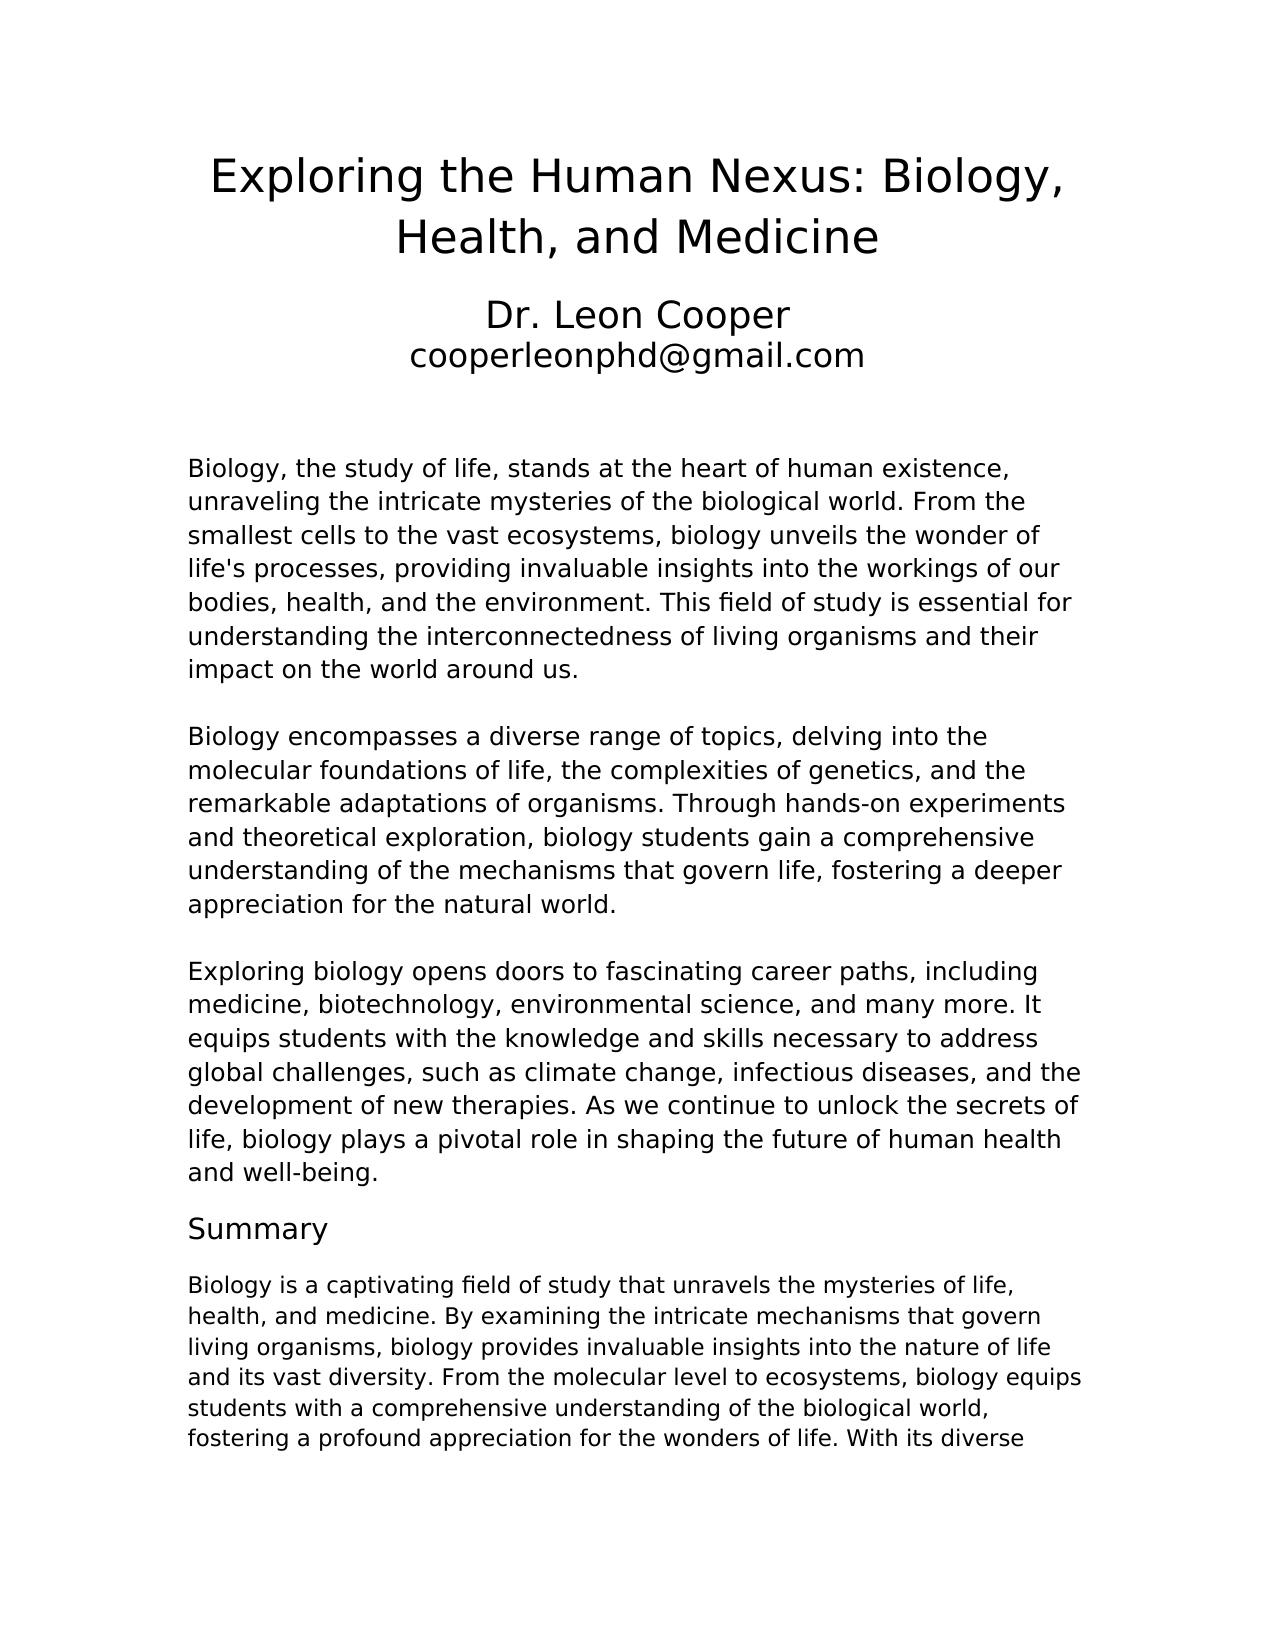 Exploring the Human Nexus: Biology,
Health, and Medicine
Dr. Leon Cooper
cooperleonphd@gmail.com
Biology, the study of life, stands at the heart of human existence,
unraveling the intricate mysteries of the biological world. From the
smallest cells to the vast ecosystems, biology unveils the wonder of
life's processes, providing invaluable insights into the workings of our
bodies, health, and the environment. This field of study is essential for
understanding the interconnectedness of living organisms and their
impact on the world around us.
Biology encompasses a diverse range of topics, delving into the
molecular foundations of life, the complexities of genetics, and the
remarkable adaptations of organisms. Through hands-on experiments
and theoretical exploration, biology students gain a comprehensive
understanding of the mechanisms that govern life, fostering a deeper
appreciation for the natural world.
Exploring biology opens doors to fascinating career paths, including
medicine, biotechnology, environmental science, and many more. It
equips students with the knowledge and skills necessary to address
global challenges, such as climate change, infectious diseases, and the
development of new therapies. As we continue to unlock the secrets of
life, biology plays a pivotal role in shaping the future of human health
and well-being.
Summary
Biology is a captivating field of study that unravels the mysteries of life,
health, and medicine. By examining the intricate mechanisms that govern
living organisms, biology provides invaluable insights into the nature of life
and its vast diversity. From the molecular level to ecosystems, biology equips
students with a comprehensive understanding of the biological world,
fostering a profound appreciation for the wonders of life. With its diverse